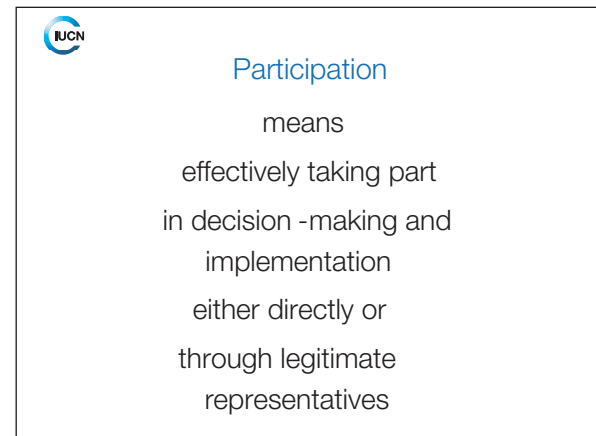 IUCN
Participation
means
effectively taking part
in decision -making and
implementation
either directly or
through legitimate
representatives